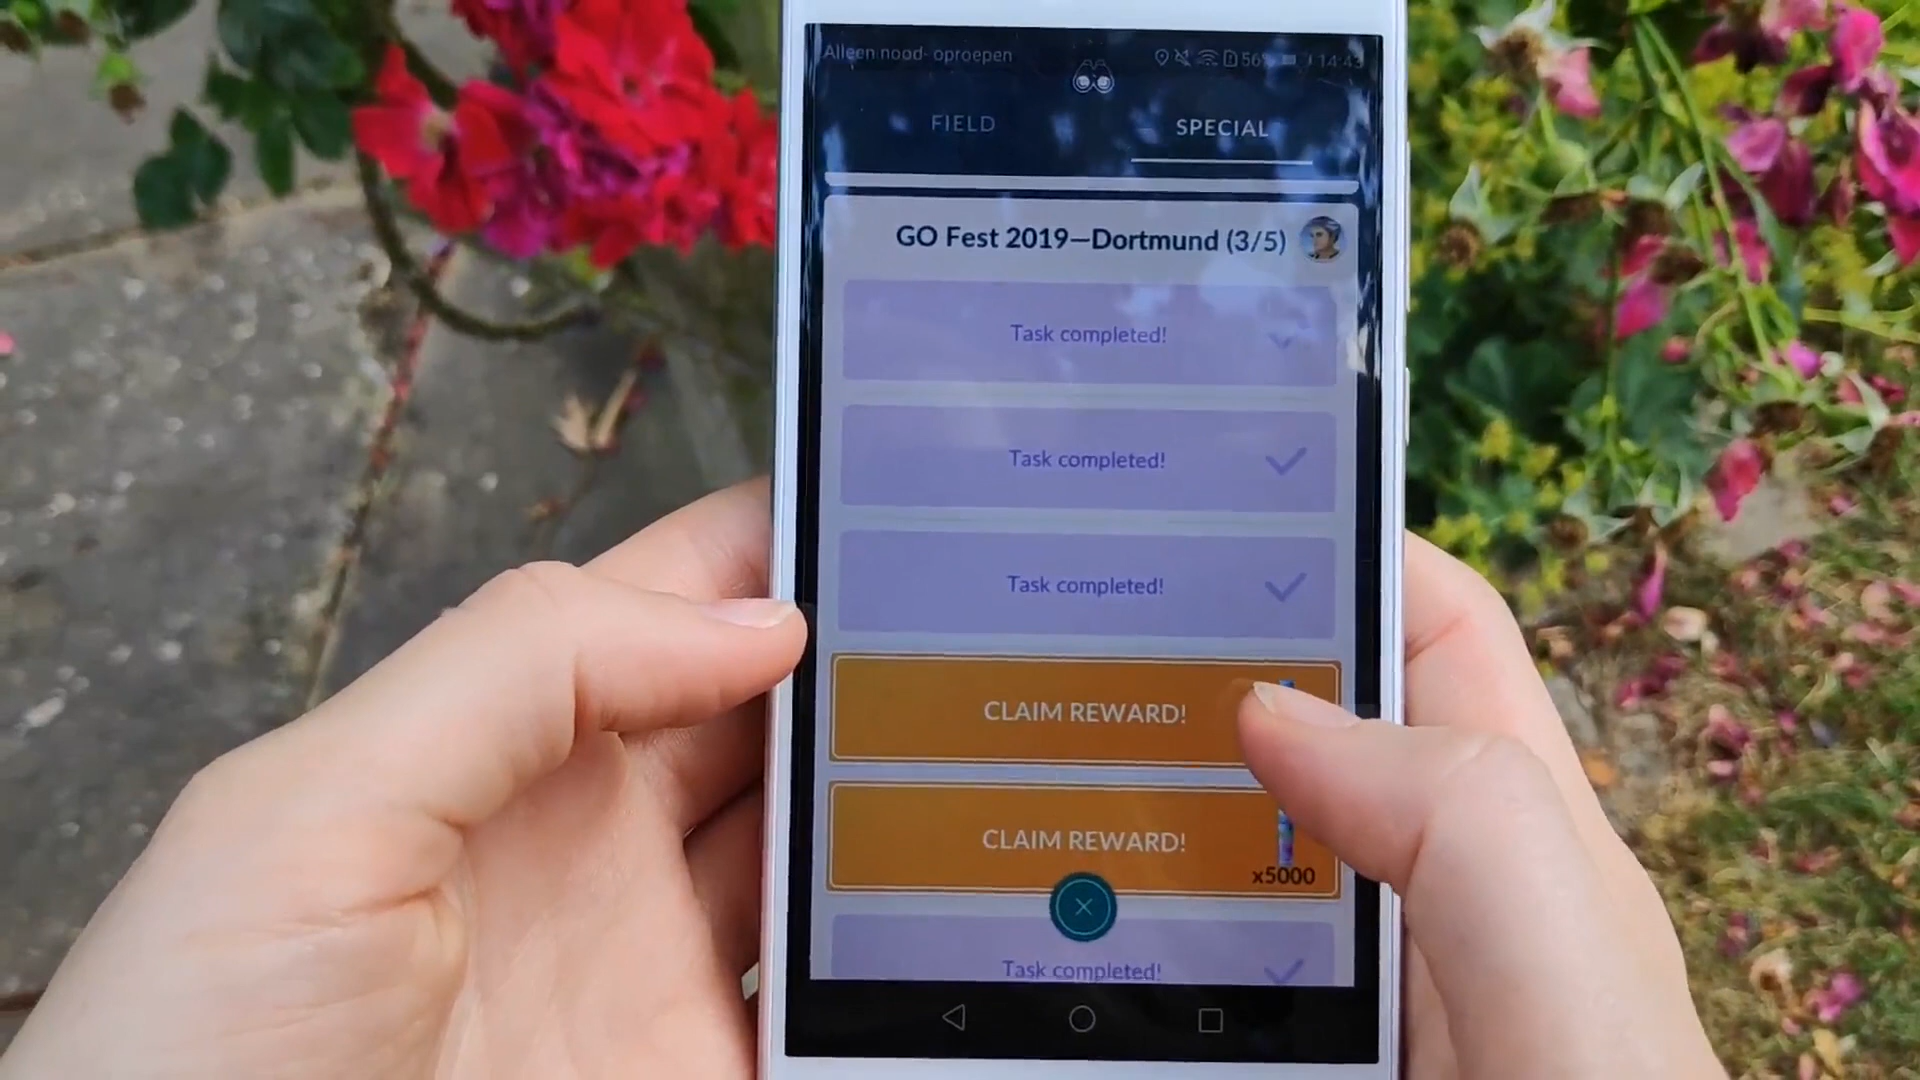 Alleen nood- oproepen 56% 14:43
FIELD SPECIAL
GO Fest 2019—Dortmund (3/5)
Task completed!
Task completed!
Task completed!
CLAIM REWARD!
CLAIM REWARD!
x5000
Task completed!